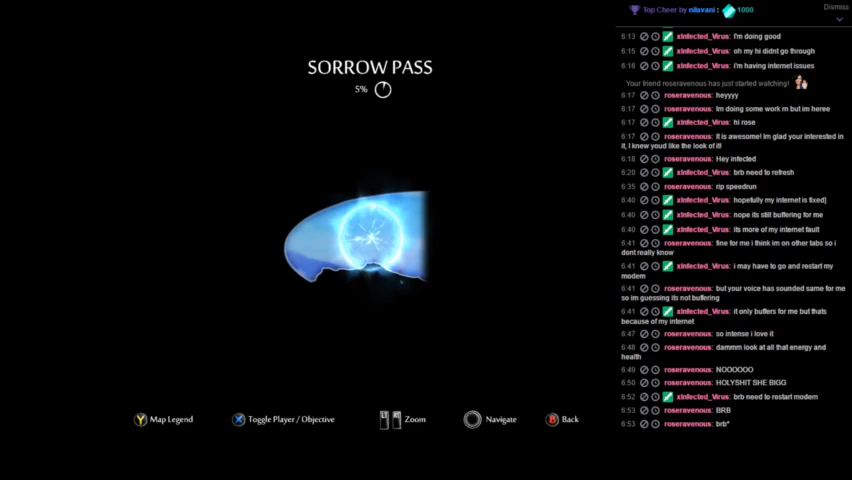 SORROW PASS
5%
Y Map Legend
X Toggle Player / Objective
LT RT Zoom
Navigate
B Back
Top Cheer by nilavani : 1000
Dismiss
6:13 xInfected_Virus: I'm doing good
6:15 xInfected_Virus: oh my hi didnt go through
6:16 xInfected_Virus: i'm having internet issues
Your friend roseravenous has just started watching!
6:17 roseravenous: heyyyy
6:17 roseravenous: Im doing some work rn but im heree
6:17 xInfected_Virus: hi rose
6:17 roseravenous: It is awesome! Im glad your interested in
it, I knew youd like the look of it!
6:18 roseravenous: Hey infected
6:20 xInfected_Virus: brb need to refresh
6:35 roseravenous: rip speedrun
6:40 xInfected_Virus: hopefully my internet is fixed]
6:40 xInfected_Virus: nope its still buffering for me
6:40 xInfected_Virus: its more of my internet fault
6:41 roseravenous: fine for me i think im on other tabs so i
dont really know
6:41 xInfected_Virus: i may have to go and restart my
modem
6:41 roseravenous: but your voice has sounded same for me
so im guessing its not buffering
6:41 xInfected_Virus: it only buffers for me but thats
because of my internet
6:47 roseravenous: so intense i love it
6:48 roseravenous: dammm look at all that energy and
health
6:49 roseravenous: NOOOOOO
6:50 roseravenous: HOLYSHIT SHE BIGG
6:52 xInfected_Virus: brb need to restart modem
6:53 roseravenous: BRB
6:53 roseravenous: brb*